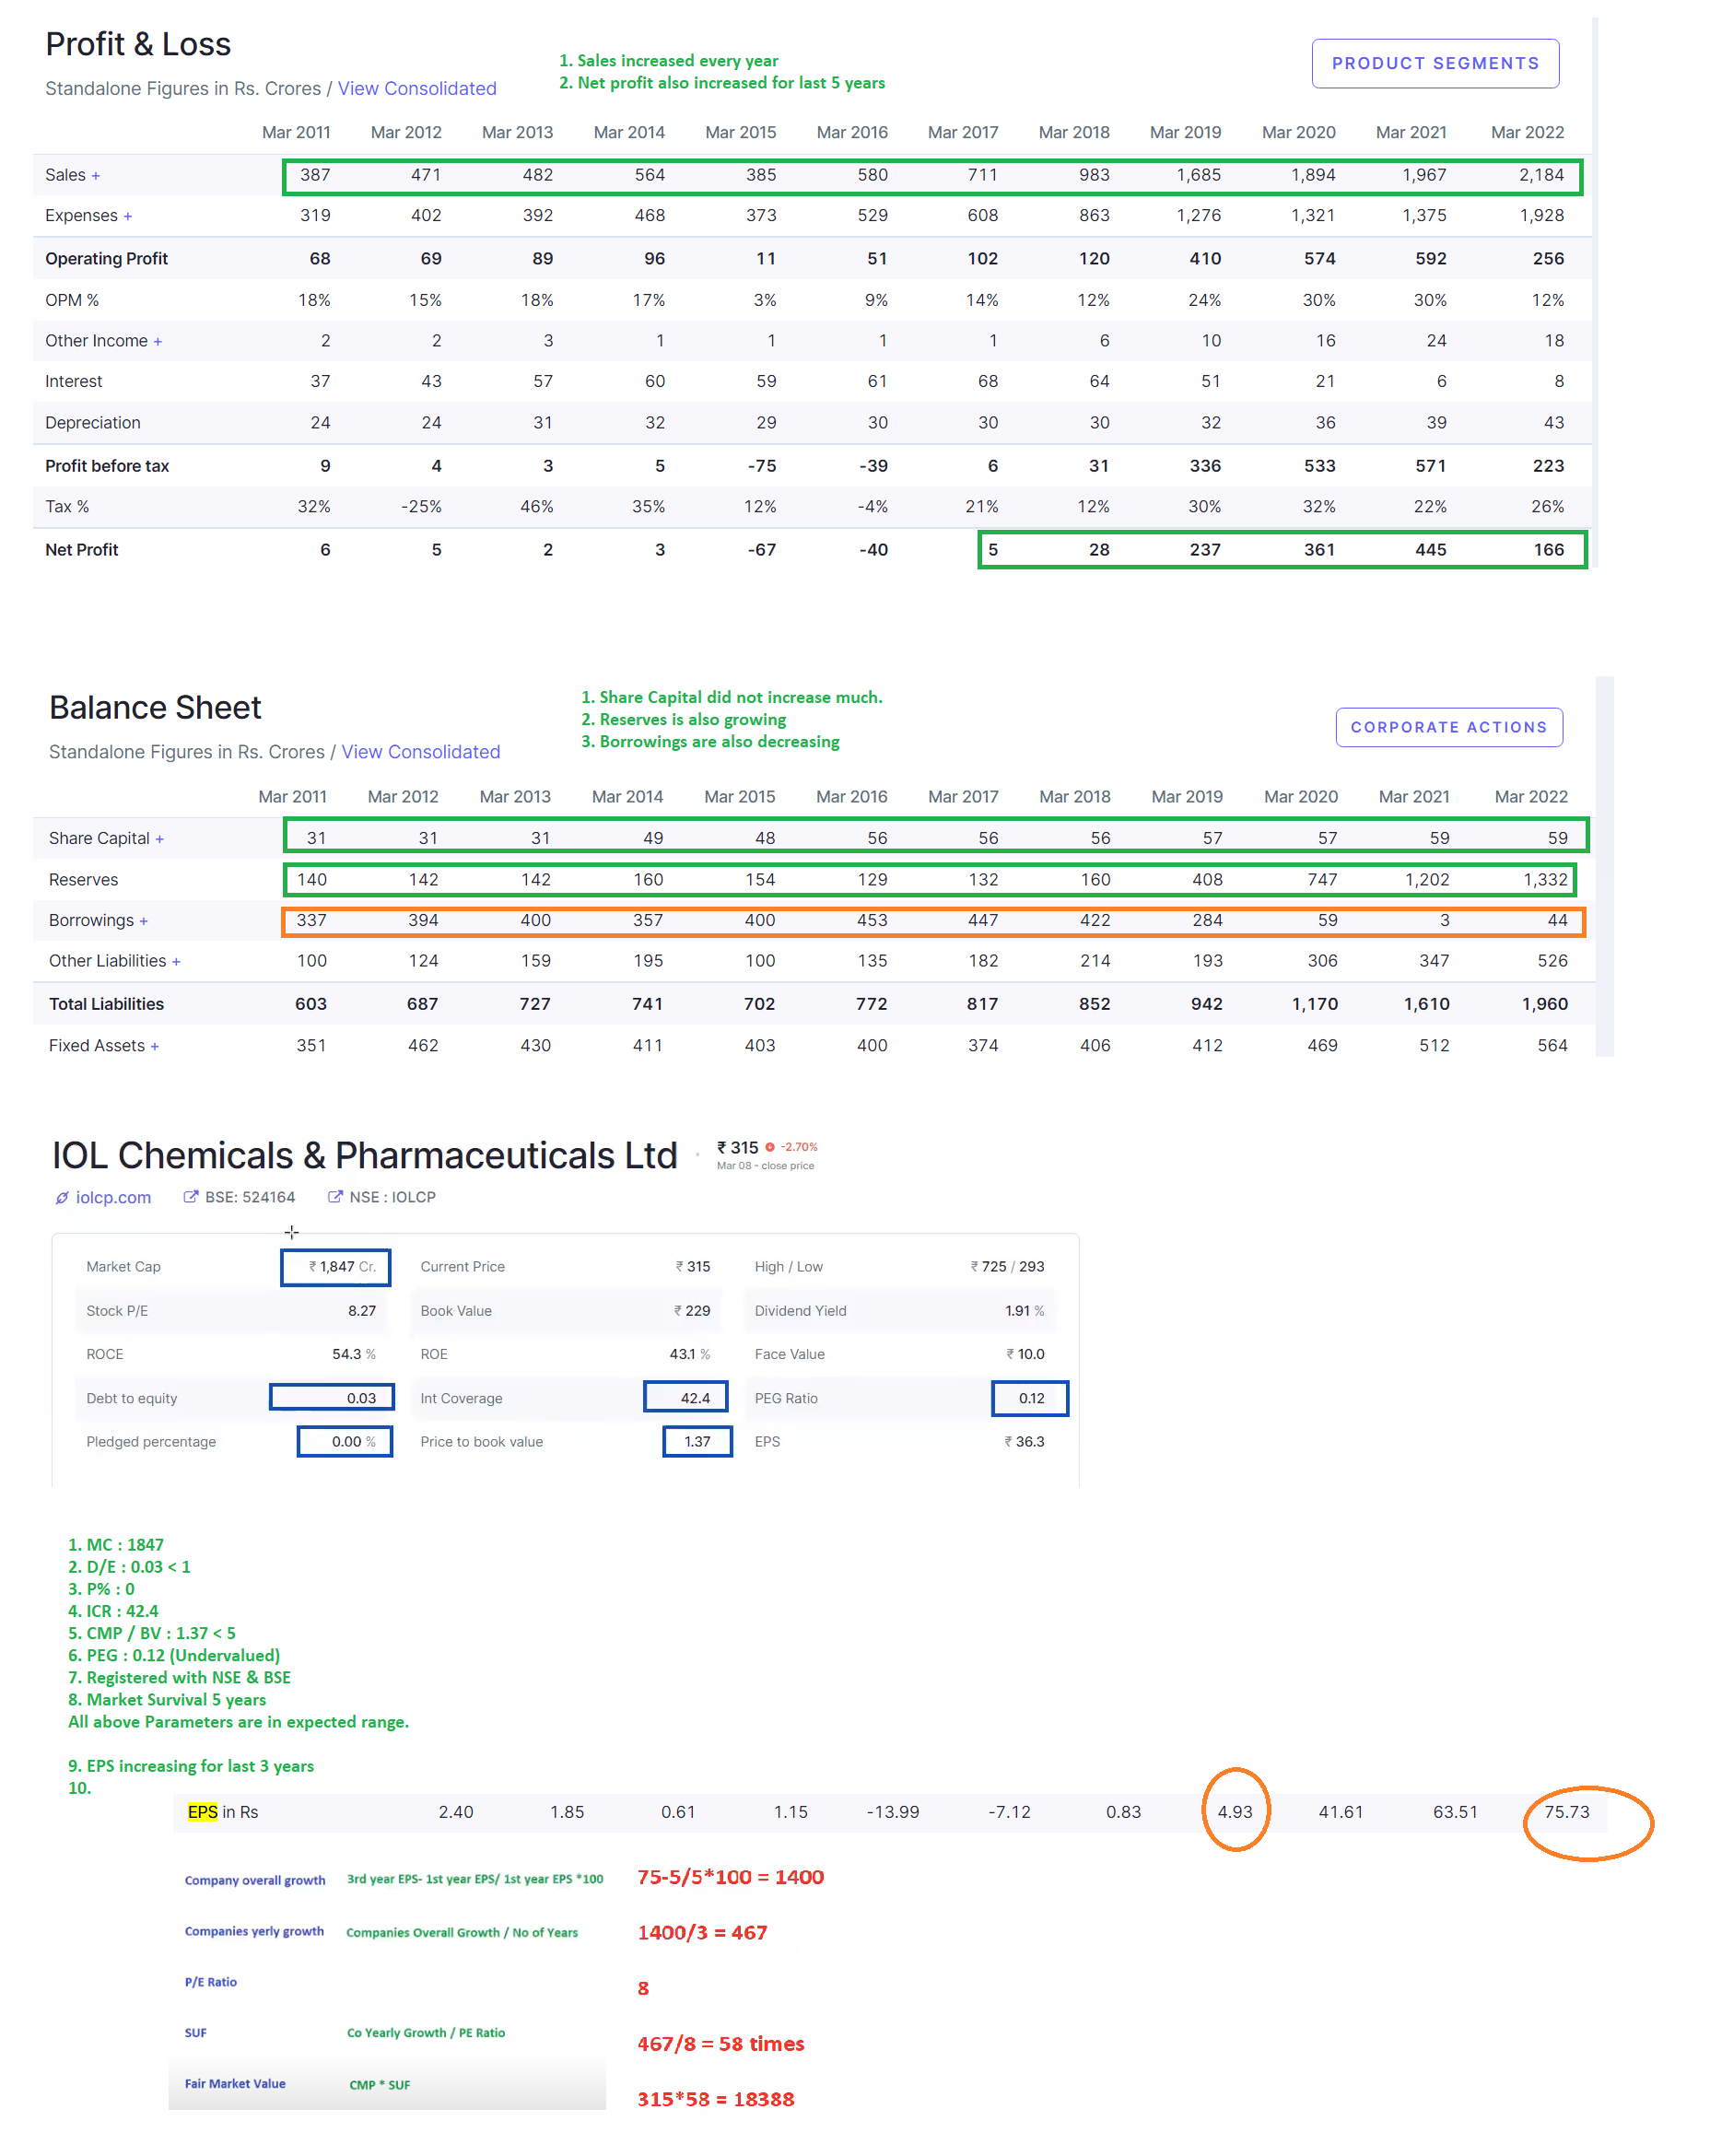 Profit & Loss
1. Sales increased every year
2. Net profit also increased for last 5 years
PRODUCT SEGMENTS
Standalone Figures in Rs. Crores / View Consolidated
Mar 2011 Mar 2012 Mar 2013 Mar 2014 Mar 2015 Mar 2016 Mar 2017 Mar 2018 Mar 2019 Mar 2020 Mar 2021 Mar 2022
Sales + 387 471 482 564 385 580 711 983 1,685 1,894 1,967 2,184
Expenses + 319 402 392 468 373 529 608 863 1,276 1,321 1,375 1,928
Operating Profit 68 69 89 96 11 51 102 120 410 574 592 256
OPM % 18% 15% 18% 17% 3% 9% 14% 12% 24% 30% 30% 12%
Other Income + 2 2 3 1 1 1 1 6 10 16 24 18
Interest 37 43 57 60 59 61 68 64 51 21 6 8
Depreciation 24 24 31 32 29 30 30 30 32 36 39 43
Profit before tax 9 4 3 5 -75 -39 6 31 336 533 571 223
Tax % 32% -25% 46% 35% 12% -4% 21% 12% 30% 32% 22% 26%
Net Profit 6 5 2 3 -67 -40 5 28 237 361 445 166
Balance Sheet
1. Share Capital did not increase much.
2. Reserves is also growing
3. Borrowings are also decreasing
CORPORATE ACTIONS
Standalone Figures in Rs. Crores / View Consolidated
Mar 2011 Mar 2012 Mar 2013 Mar 2014 Mar 2015 Mar 2016 Mar 2017 Mar 2018 Mar 2019 Mar 2020 Mar 2021 Mar 2022
Share Capital + 31 31 31 49 48 56 56 56 57 57 59 59
Reserves 140 142 142 160 154 129 132 160 408 747 1,202 1,332
Borrowings + 337 394 400 357 400 453 447 422 284 59 3 44
Other Liabilities + 100 124 159 195 100 135 182 214 193 306 347 526
Total Liabilities 603 687 727 741 702 772 817 852 942 1,170 1,610 1,960
Fixed Assets + 351 462 430 411 403 400 374 406 412 469 512 564
IOL Chemicals & Pharmaceuticals Ltd ₹ 315 -2.70%
Mar 08 - close price
iolcp.com BSE: 524164 NSE : IOLCP
Market Cap ₹ 1,847 Cr. Current Price ₹ 315 High / Low ₹ 725 / 293
Stock P/E 8.27 Book Value ₹ 229 Dividend Yield 1.91 %
ROCE 54.3 % ROE 43.1 % Face Value ₹ 10.0
Debt to equity 0.03 Int Coverage 42.4 PEG Ratio 0.12
Pledged percentage 0.00 % Price to book value 1.37 EPS ₹ 36.3
1. MC : 1847
2. D/E : 0.03 < 1
3. P% : 0
4. ICR : 42.4
5. CMP / BV : 1.37 < 5
6. PEG : 0.12 (Undervalued)
7. Registered with NSE & BSE
8. Market Survival 5 years
All above Parameters are in expected range.
9. EPS increasing for last 3 years
10.
EPS in Rs 2.40 1.85 0.61 1.15 -13.99 -7.12 0.83 4.93 41.61 63.51 75.73
Company overall growth 3rd year EPS- 1st year EPS/ 1st year EPS *100 75-5/5*100 = 1400
Companies yerly growth Companies Overall Growth / No of Years 1400/3 = 467
P/E Ratio 8
SUF Co Yearly Growth / PE Ratio 467/8 = 58 times
Fair Market Value CMP * SUF 315*58 = 18388